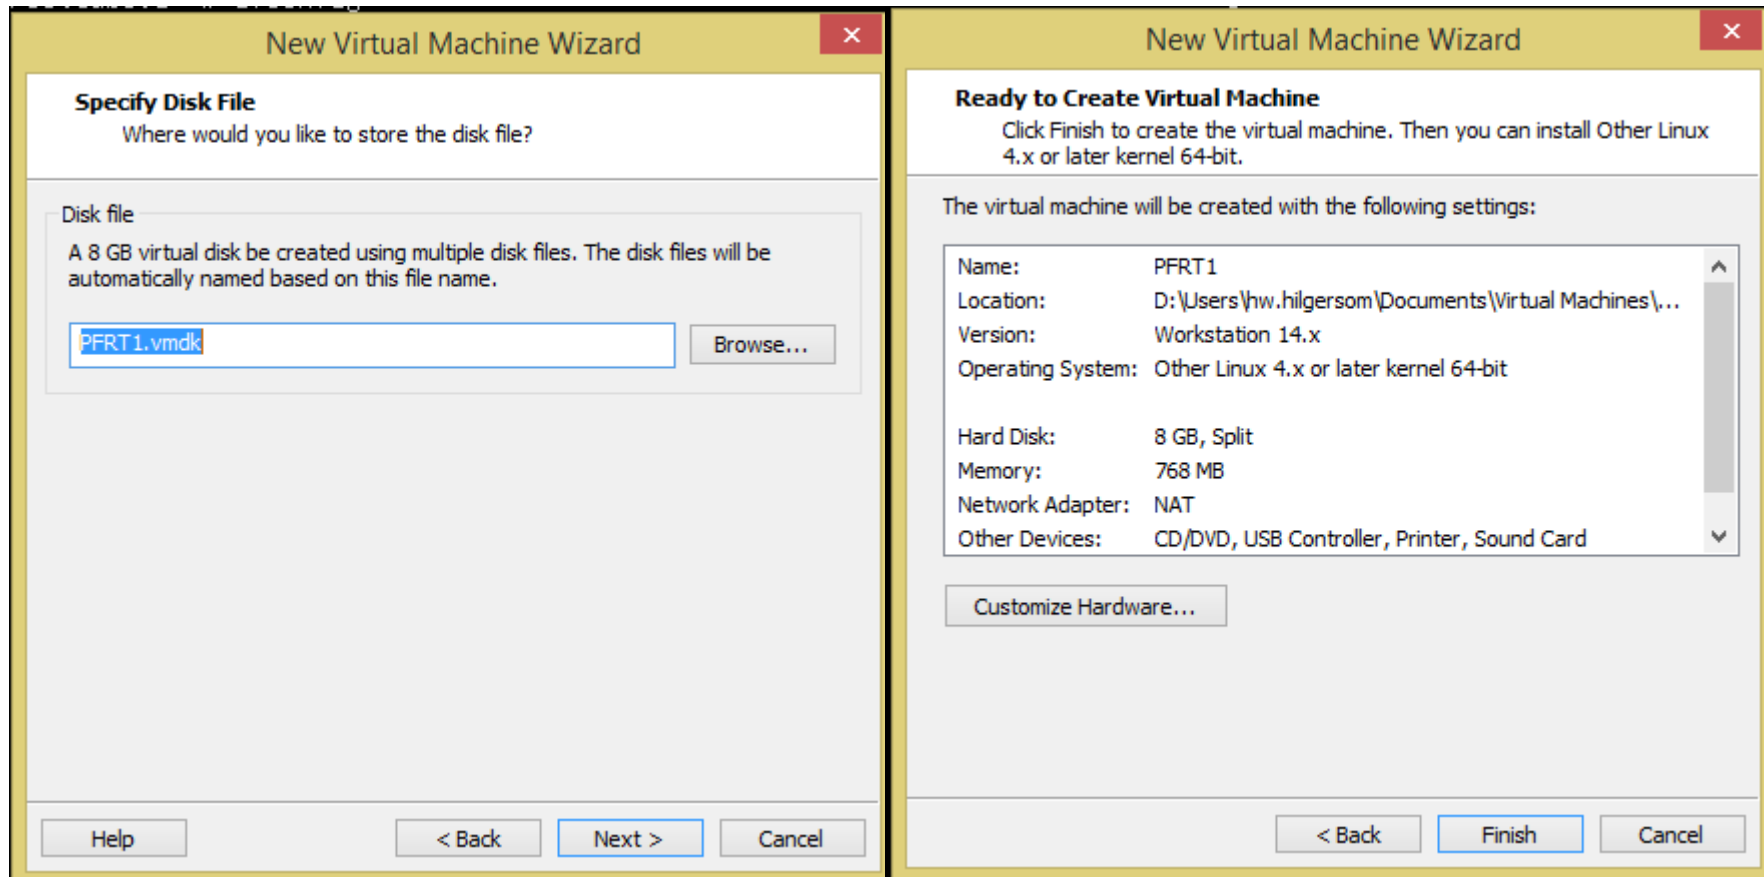 New Virtual Machine Wizard
Specify Disk File
Where would you like to store the disk file?
Disk file
A 8 GB virtual disk be created using multiple disk files. The disk files will be
automatically named based on this file name.
PFRT1.vmdk
Browse...
Help
< Back
Next >
Cancel
New Virtual Machine Wizard
Ready to Create Virtual Machine
Click Finish to create the virtual machine. Then you can install Other Linux
4.x or later kernel 64-bit.
The virtual machine will be created with the following settings:
Name: PFRT1
Location: D:\Users\hw.hilgersom\Documents\Virtual Machines\...
Version: Workstation 14.x
Operating System: Other Linux 4.x or later kernel 64-bit
Hard Disk: 8 GB, Split
Memory: 768 MB
Network Adapter: NAT
Other Devices: CD/DVD, USB Controller, Printer, Sound Card
Customize Hardware...
< Back
Finish
Cancel